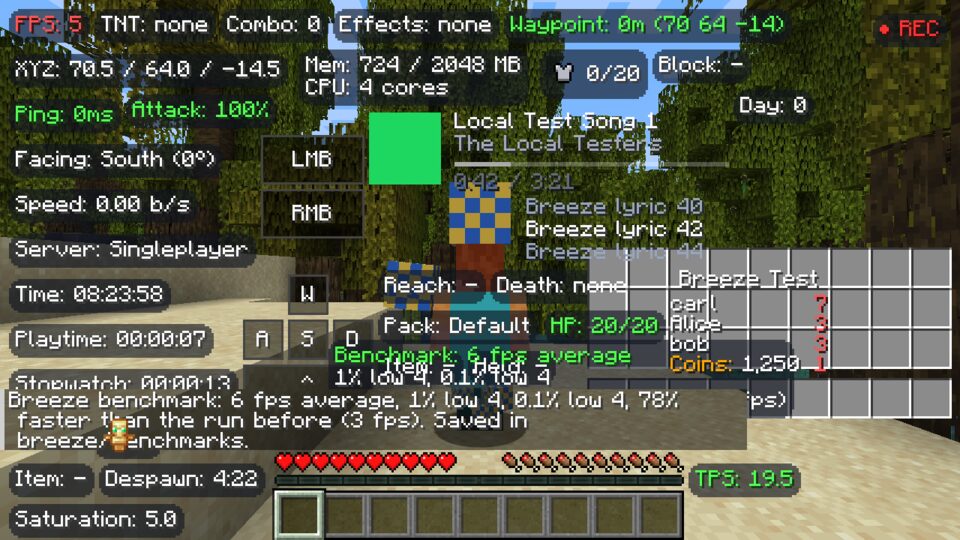 FPS: 5
TNT: none
Combo: 0
Effects: none
Waypoint: 0m (70 64 -14)
● REC
XYZ: 70.5 / 64.0 / -14.5
Mem: 724 / 2048 MB
CPU: 4 cores
0/20
Block: -
Ping: 0ms
Attack: 100%
Day: 0
Local Test Song 1
The Local Testers
0:42 / 3:21
Facing: South (0°)
LMB
Speed: 0.00 b/s
RMB
Breeze lyric 40
Breeze lyric 42
Breeze lyric 44
Server: Singleplayer
Reach: -
Death: none
Breeze Test
Time: 08:23:58
W
carl 7
Alice 3
bob 3
Coins: 1,250 1
Playtime: 00:00:07
A
S
D
Pack: Default
HP: 20/20
Benchmark: 6 fps average
1% low 4, 0.1% low 4
Item: -
Held: -
Stopwatch: 00:00:13
Breeze benchmark: 6 fps average, 1% low 4, 0.1% low 4, 78%
faster than the run before (3 fps). Saved in
breeze/benchmarks.
fps)
Item: -
Despawn: 4:22
TPS: 19.5
Saturation: 5.0